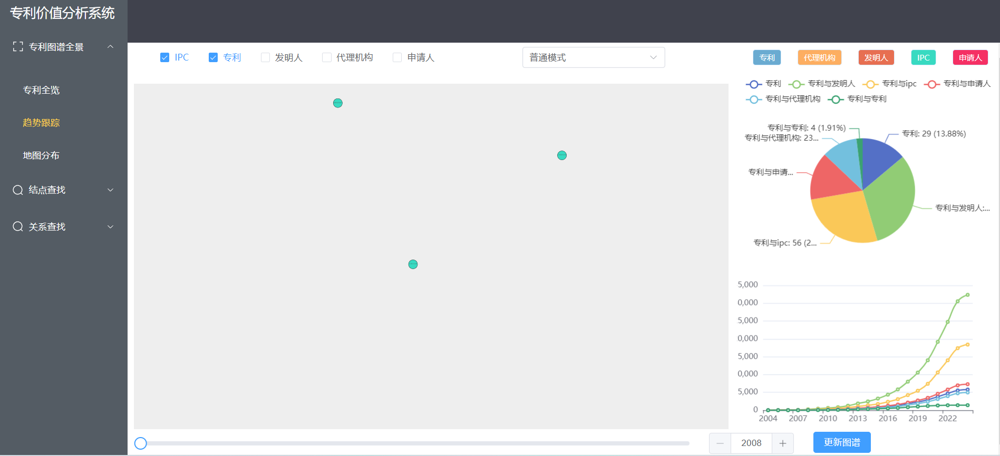 专利价值分析系统
专利图谱全景
专利全览
趋势跟踪
地图分布
结点查找
关系查找
IPC 专利 发明人 代理机构 申请人
普通模式
专利 代理机构 发明人 IPC 申请人
专利 专利与发明人 专利与ipc 专利与申请人
专利与代理机构 专利与专利
专利与专利: 4 (1.91%)
专利: 29 (13.88%)
专利与代理机构: 23...
专利与申请...
专利与发明人:...
专利与ipc: 56 (2...
5,000
0,000
5,000
0,000
5,000
0,000
5,000
0
2004 2007 2010 2013 2016 2019 2022
2008
更新图谱